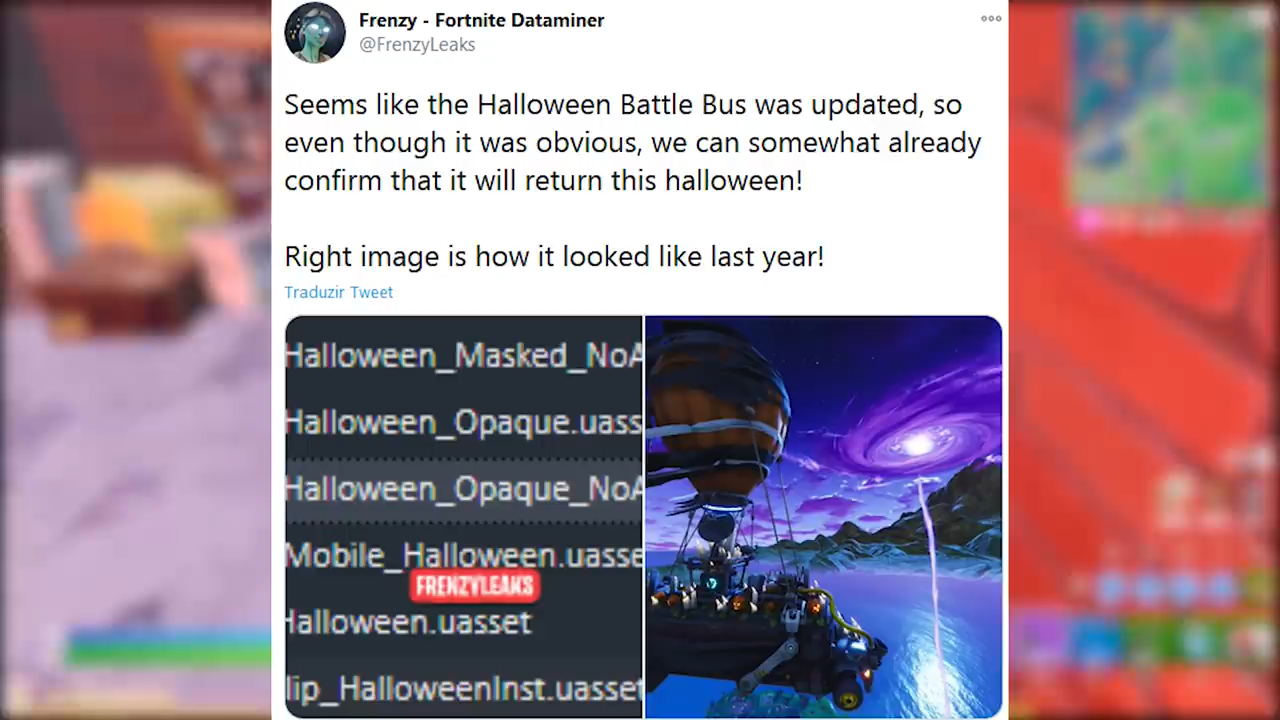 Frenzy - Fortnite Dataminer
@FrenzyLeaks
Seems like the Halloween Battle Bus was updated, so
even though it was obvious, we can somewhat already
confirm that it will return this halloween!
Right image is how it looked like last year!
Traduzir Tweet
Halloween_Masked_NoA
Halloween_Opaque.uass
Halloween_Opaque_NoA
Mobile_Halloween.uasse
FRENZYLEAKS
Halloween.uasset
lip_HalloweenInst.uasset